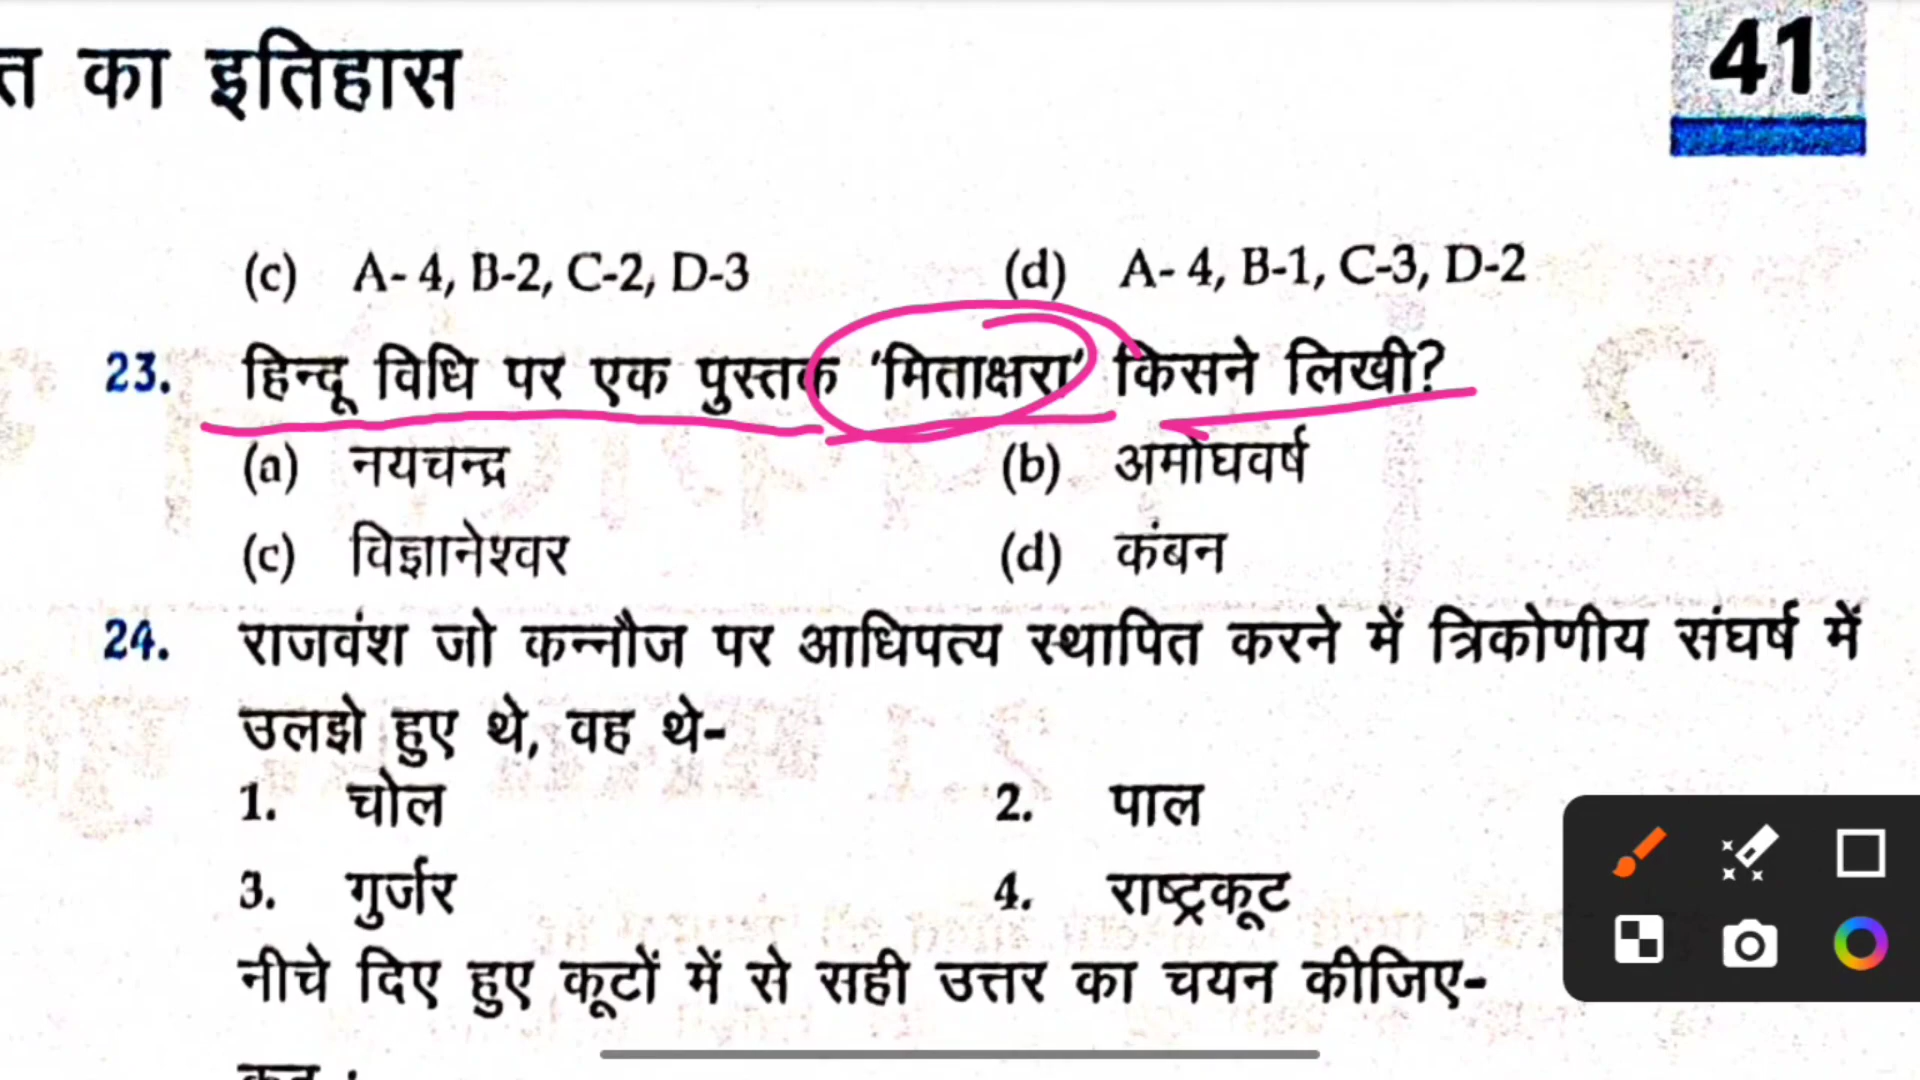 का इतिहास
41
(c) A- 4, B-2, C-2, D-3 (d) A- 4, B-1, C-3, D-2
23. हिन्दू विधि पर एक पुस्तक 'मिताक्षरा' किसने लिखी?
(a) नयचन्द्र (b) अमोघवर्ष
(c) विज्ञानेश्वर (d) कंबन
24. राजवंश जो कन्नौज पर आधिपत्य स्थापित करने में त्रिकोणीय संघर्ष में
उलझे हुए थे, वह थे-
1. चोल 2. पाल
3. गुर्जर 4. राष्ट्रकूट
नीचे दिए हुए कूटों में से सही उत्तर का चयन कीजिए-